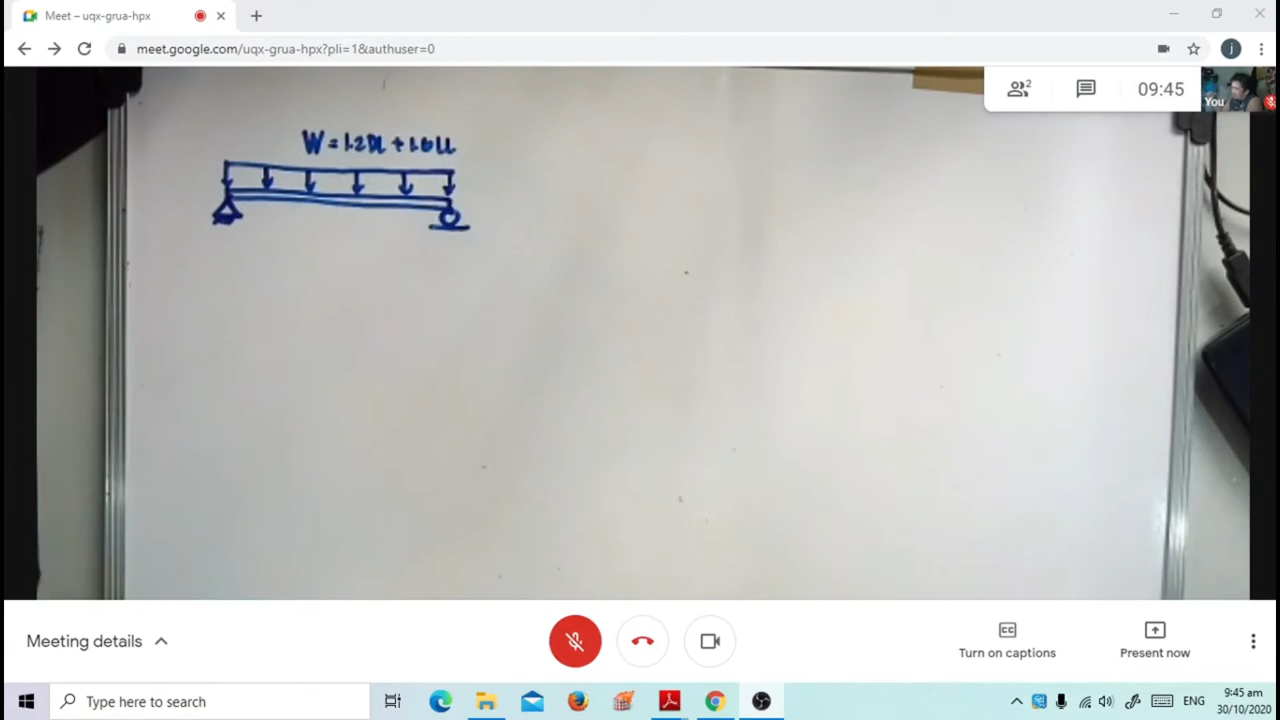 Meet – uqx-grua-hpx
meet.google.com/uqx-grua-hpx?pli=1&authuser=0
j
2
09:45
You
W = 1.2DL + 1.6LL
Meeting details
CC
Turn on captions
Present now
Type here to search
ENG
9:45 am
30/10/2020